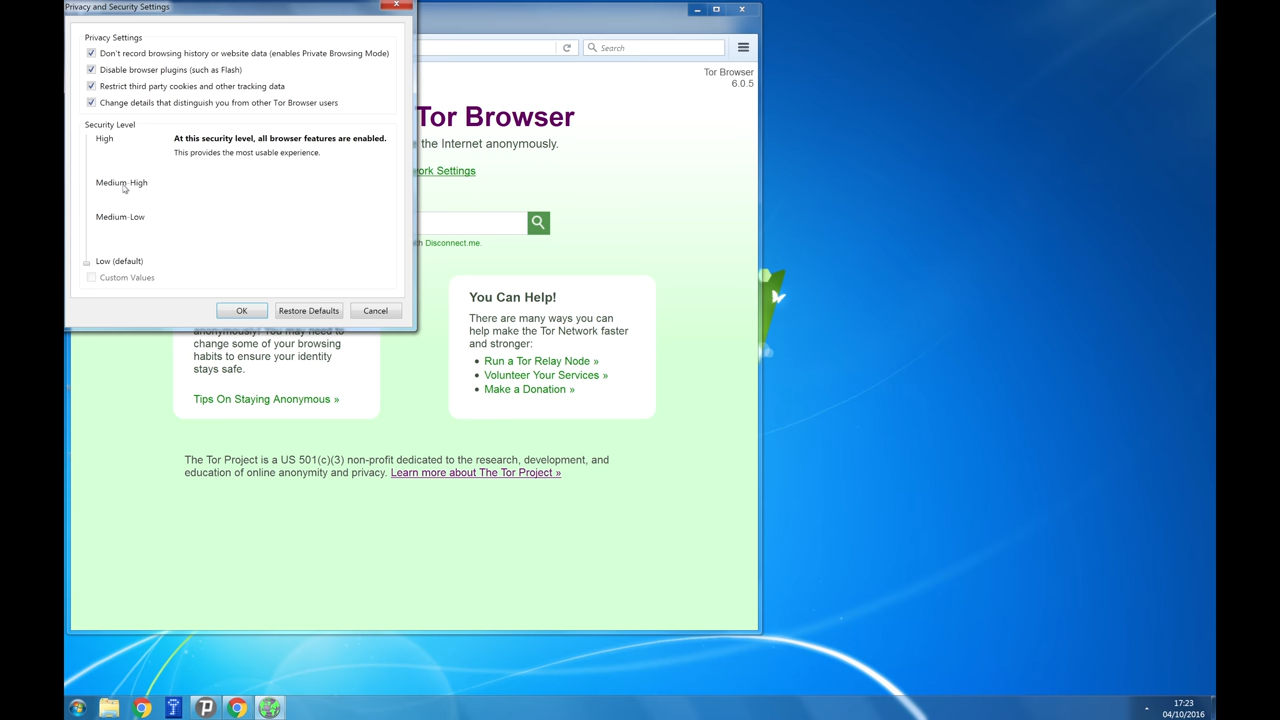 Privacy and Security Settings
Privacy Settings
Don't record browsing history or website data (enables Private Browsing Mode)
Disable browser plugins (such as Flash)
Restrict third party cookies and other tracking data
Change details that distinguish you from other Tor Browser users
Security Level
High
At this security level, all browser features are enabled.
This provides the most usable experience.
Medium-High
Medium-Low
Low (default)
Custom Values
OK
Restore Defaults
Cancel
Search
Tor Browser
6.0.5
Tor Browser
the Internet anonymously.
ork Settings
Disconnect.me.
anonymously? You may need to
change some of your browsing
habits to ensure your identity
stays safe.
Tips On Staying Anonymous »
You Can Help!
There are many ways you can
help make the Tor Network faster
and stronger:
Run a Tor Relay Node »
Volunteer Your Services »
Make a Donation »
The Tor Project is a US 501(c)(3) non-profit dedicated to the research, development, and
education of online anonymity and privacy. Learn more about The Tor Project »
17:23
04/10/2016